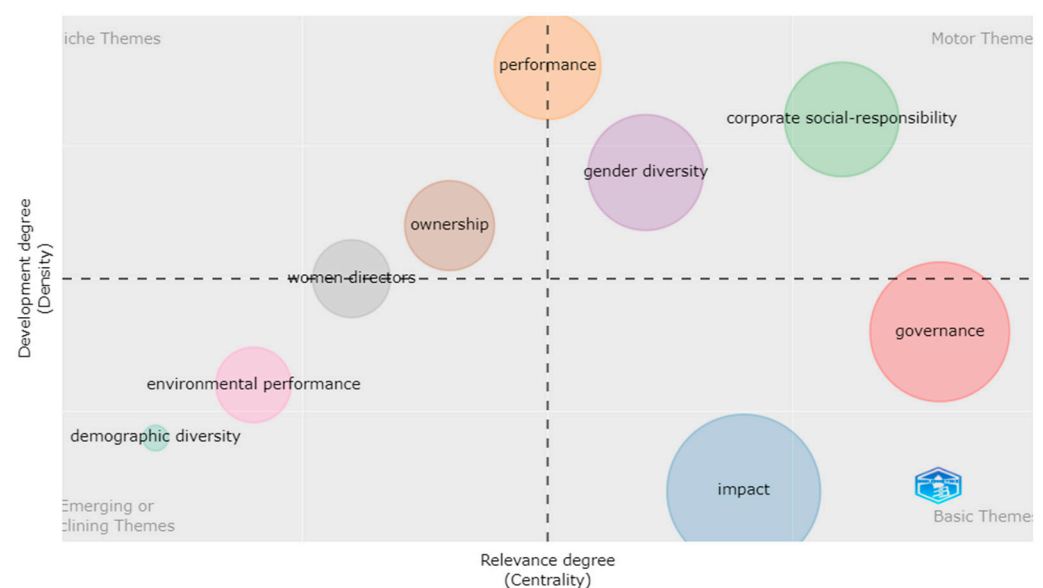 iche Themes
Motor Theme
performance
corporate social-responsibility
gender diversity
ownership
women directors
governance
environmental performance
demographic diversity
impact
Emerging or
clining Themes
Basic Themes
Development degree
(Density)
Relevance degree
(Centrality)